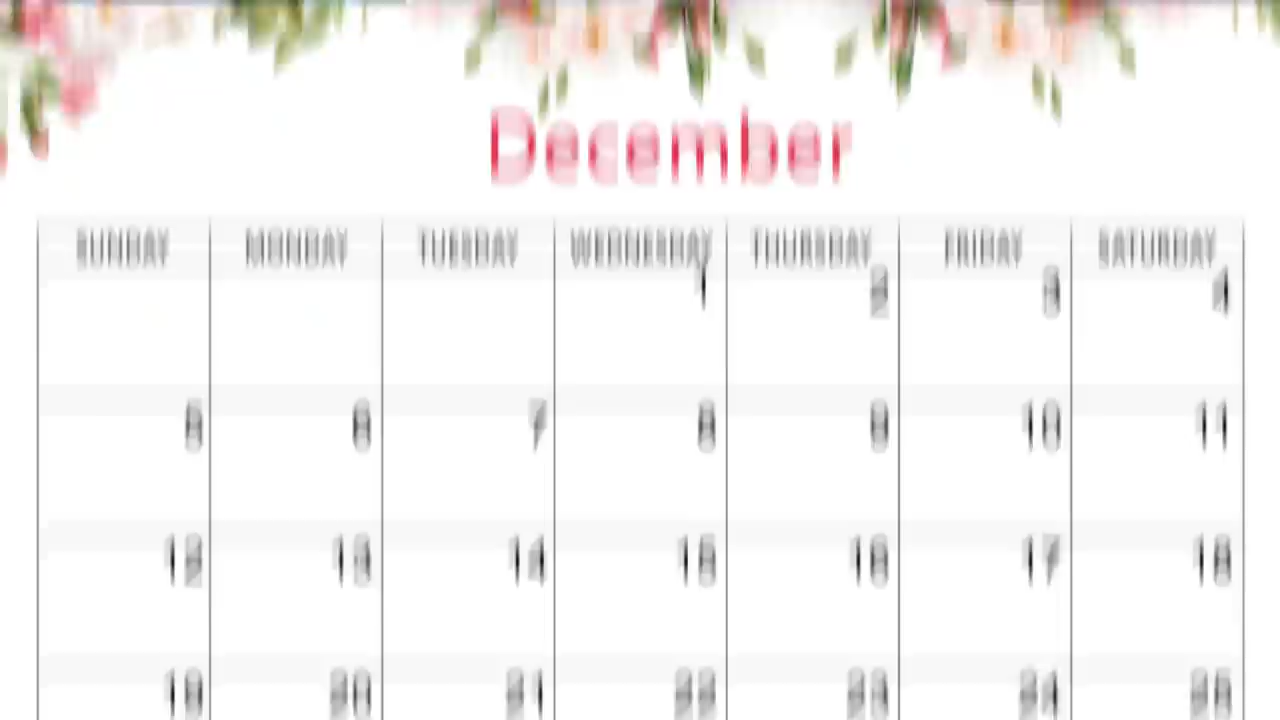 December
SUNDAY MONDAY TUESDAY WEDNESDAY THURSDAY FRIDAY SATURDAY
1 2 3 4
5 6 7 8 9 10 11
12 13 14 15 16 17 18
19 20 21 22 23 24 25